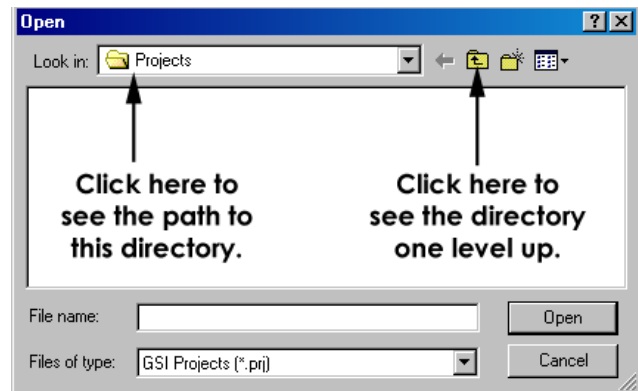 Open
Look in: Projects
Click here to
see the path to
this directory.
Click here to
see the directory
one level up.
File name:
Open
Files of type: GSI Projects (*.prj)
Cancel